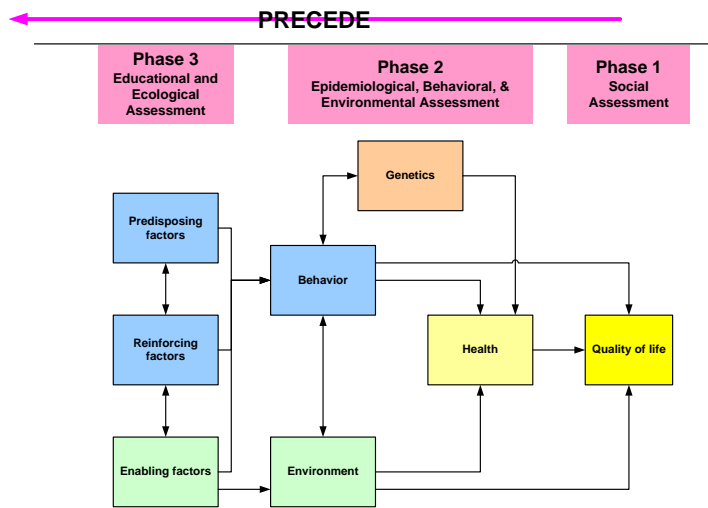 PRECEDE
Phase 3
Educational and
Ecological
Assessment
Phase 2
Epidemiological, Behavioral, &
Environmental Assessment
Phase 1
Social
Assessment
Genetics
Predisposing
factors
Behavior
Reinforcing
factors
Health
Quality of life
Enabling factors
Environment